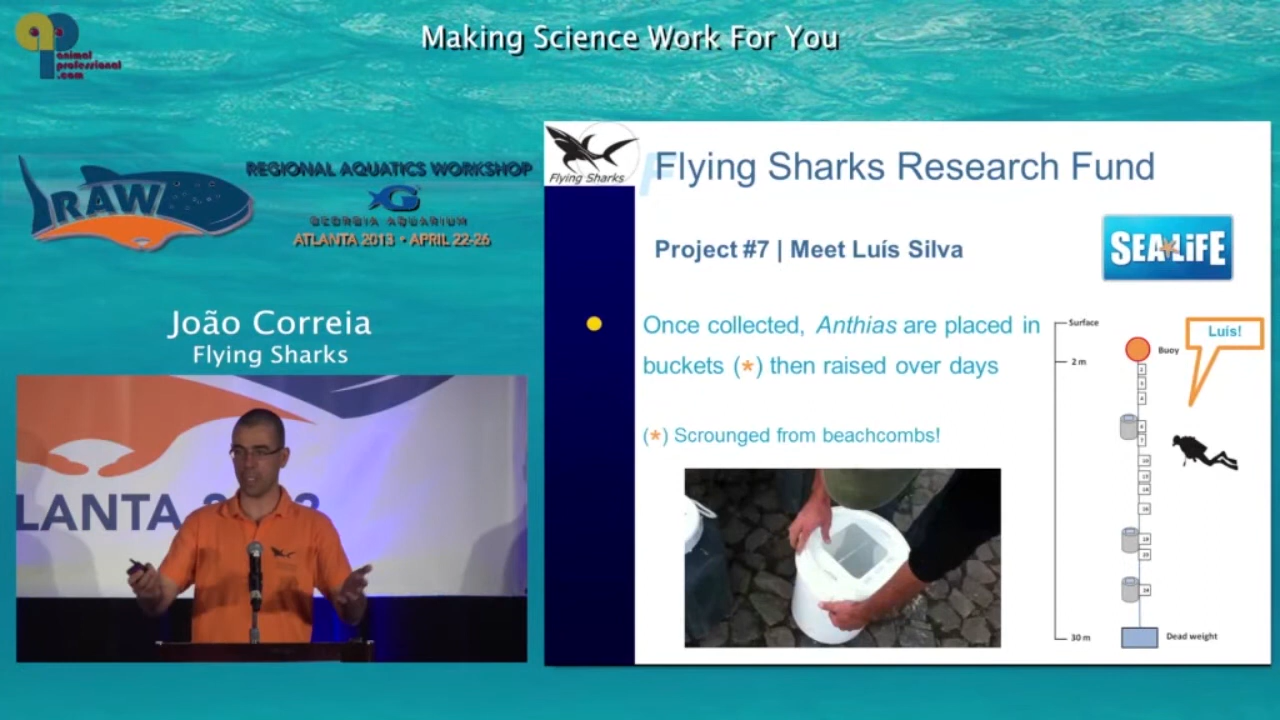 Making Science Work For You
animal
professional
.com
RAW
REGIONAL AQUATICS WORKSHOP
GEORGIA AQUARIUM
ATLANTA 2013 • APRIL 22-26
João Correia
Flying Sharks
LANTA
Flying Sharks
Flying Sharks Research Fund
Project #7 | Meet Luís Silva
SEA LiFE
Once collected, Anthias are placed in
buckets (*) then raised over days
(*) Scrounged from beachcombs!
Surface
Luís!
Buoy
2 m
30 m
Dead weight